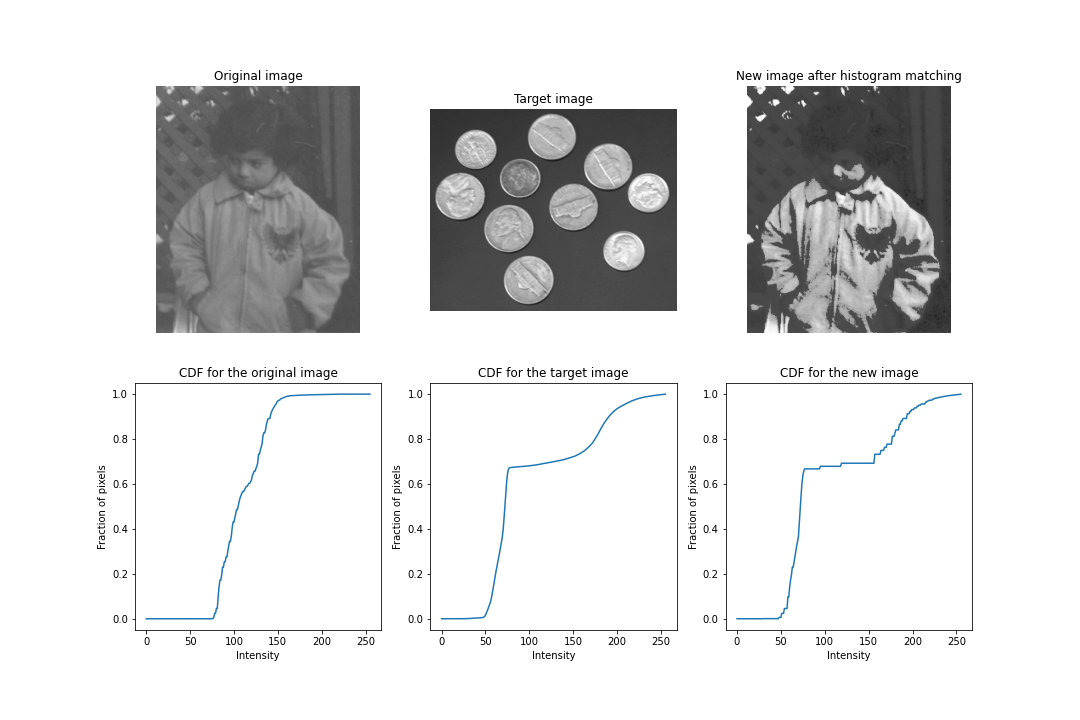 Original image
Target image
New image after histogram matching
CDF for the original image
CDF for the target image
CDF for the new image
1.0
0.8
0.6
0.4
0.2
0.0
Fraction of pixels
0 50 100 150 200 250
Intensity
1.0
0.8
0.6
0.4
0.2
0.0
Fraction of pixels
0 50 100 150 200 250
Intensity
1.0
0.8
0.6
0.4
0.2
0.0
Fraction of pixels
0 50 100 150 200 250
Intensity